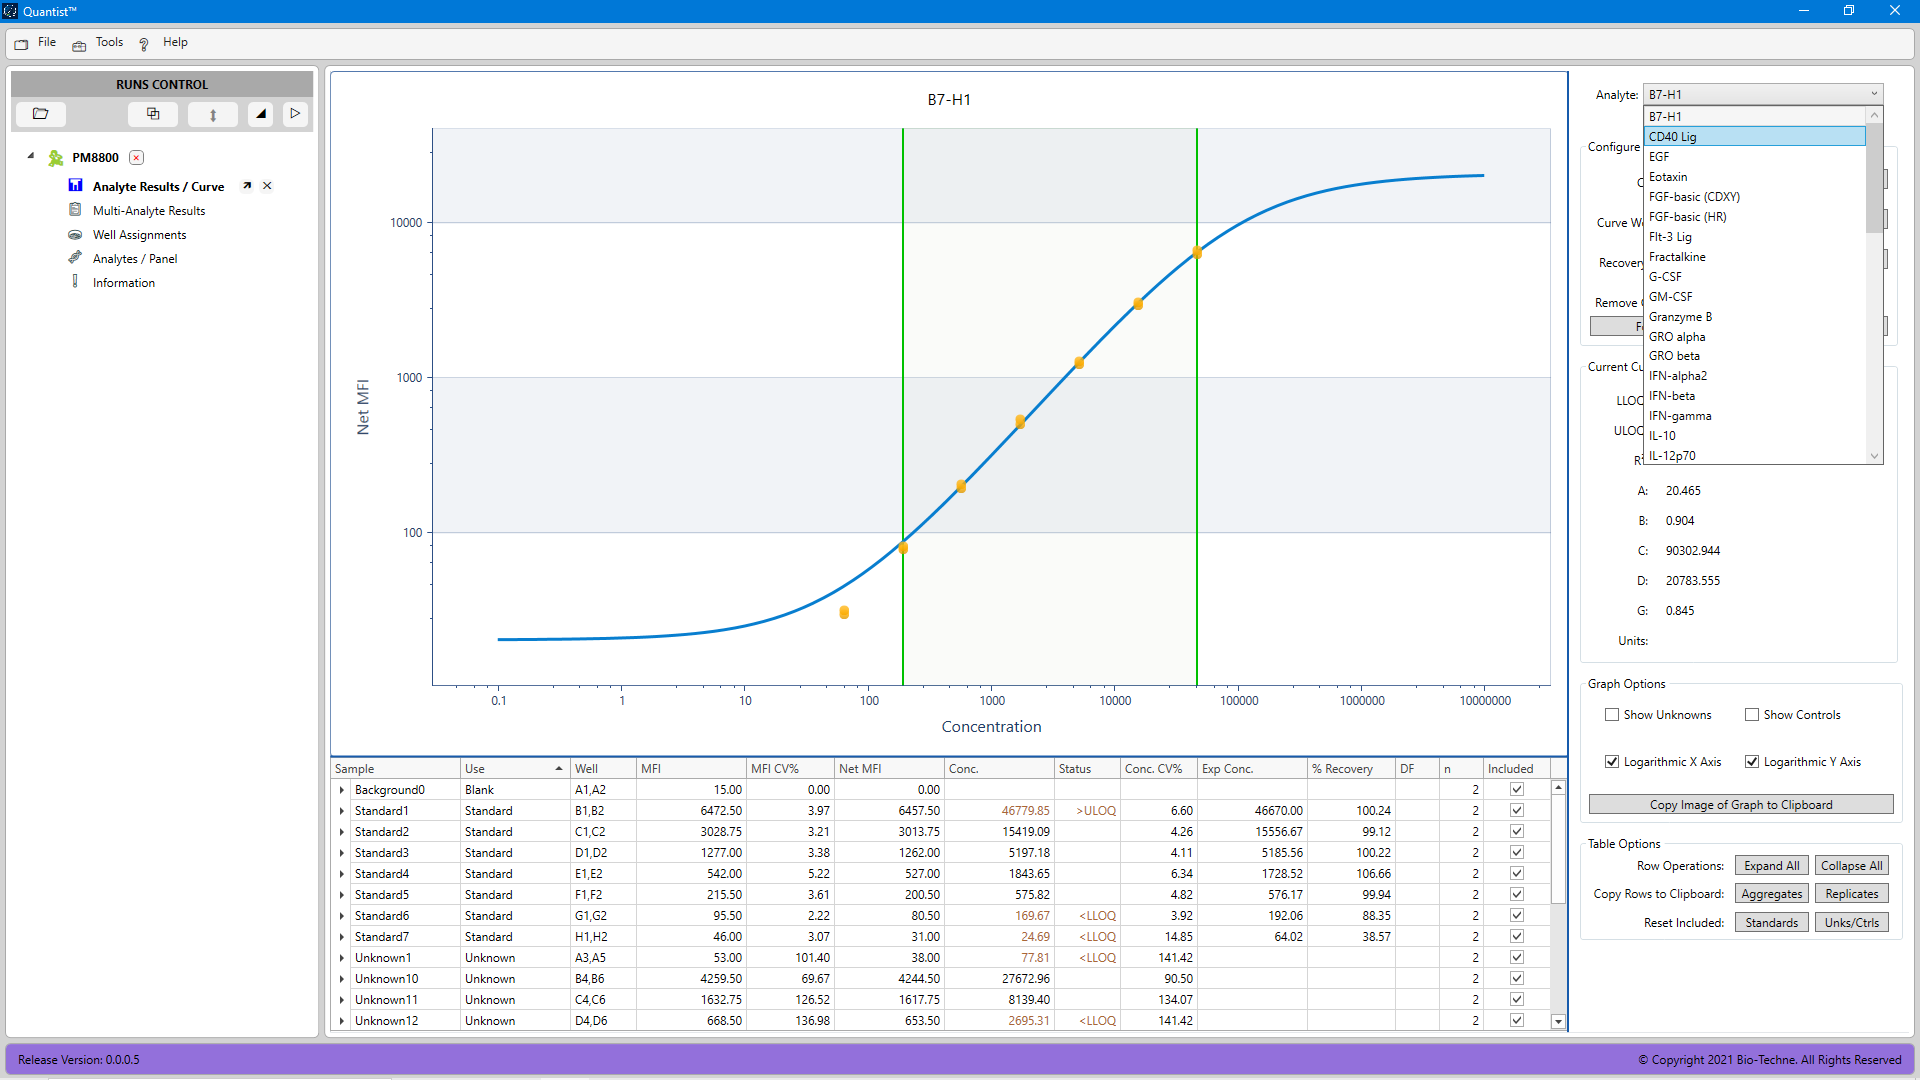 Quantist™
File Tools Help
RUNS CONTROL
PM8800
Analyte Results / Curve
Multi-Analyte Results
Well Assignments
Analytes / Panel
Information
B7-H1
Net MFI
10000
1000
100
0.1 1 10 100 1000 10000 100000 1000000 10000000
Concentration
Analyte: B7-H1
B7-H1
CD40 Lig
EGF
Eotaxin
FGF-basic (CDXY)
FGF-basic (HR)
Flt-3 Lig
Fractalkine
G-CSF
GM-CSF
Granzyme B
GRO alpha
GRO beta
IFN-alpha2
IFN-beta
IFN-gamma
IL-10
IL-12p70
Configure
Curve W
Recovery
Remove
Current Cu
LLOQ
ULOQ
A: 20.465
B: 0.904
C: 90302.944
D: 20783.555
G: 0.845
Units:
Graph Options
Show Unknowns Show Controls
Logarithmic X Axis Logarithmic Y Axis
Copy Image of Graph to Clipboard
Table Options
Row Operations: Expand All Collapse All
Copy Rows to Clipboard: Aggregates Replicates
Reset Included: Standards Unks/Ctrls
Sample Use Well MFI MFI CV% Net MFI Conc. Status Conc. CV% Exp Conc. % Recovery DF n Included
Background0 Blank A1,A2 15.00 0.00 0.00 2
Standard1 Standard B1,B2 6472.50 3.97 6457.50 46779.85 >ULOQ 6.60 46670.00 100.24 2
Standard2 Standard C1,C2 3028.75 3.21 3013.75 15419.09 4.26 15556.67 99.12 2
Standard3 Standard D1,D2 1277.00 3.38 1262.00 5197.18 4.11 5185.56 100.22 2
Standard4 Standard E1,E2 542.00 5.22 527.00 1843.65 6.34 1728.52 106.66 2
Standard5 Standard F1,F2 215.50 3.61 200.50 575.82 4.82 576.17 99.94 2
Standard6 Standard G1,G2 95.50 2.22 80.50 169.67 <LLOQ 3.92 192.06 88.35 2
Standard7 Standard H1,H2 46.00 3.07 31.00 24.69 <LLOQ 14.85 64.02 38.57 2
Unknown1 Unknown A3,A5 53.00 101.40 38.00 77.81 <LLOQ 141.42 2
Unknown10 Unknown B4,B6 4259.50 69.67 4244.50 27672.96 90.50 2
Unknown11 Unknown C4,C6 1632.75 126.52 1617.75 8139.40 134.07 2
Unknown12 Unknown D4,D6 668.50 136.98 653.50 2695.31 <LLOQ 141.42 2
Release Version: 0.0.0.5
© Copyright 2021 Bio-Techne. All Rights Reserved